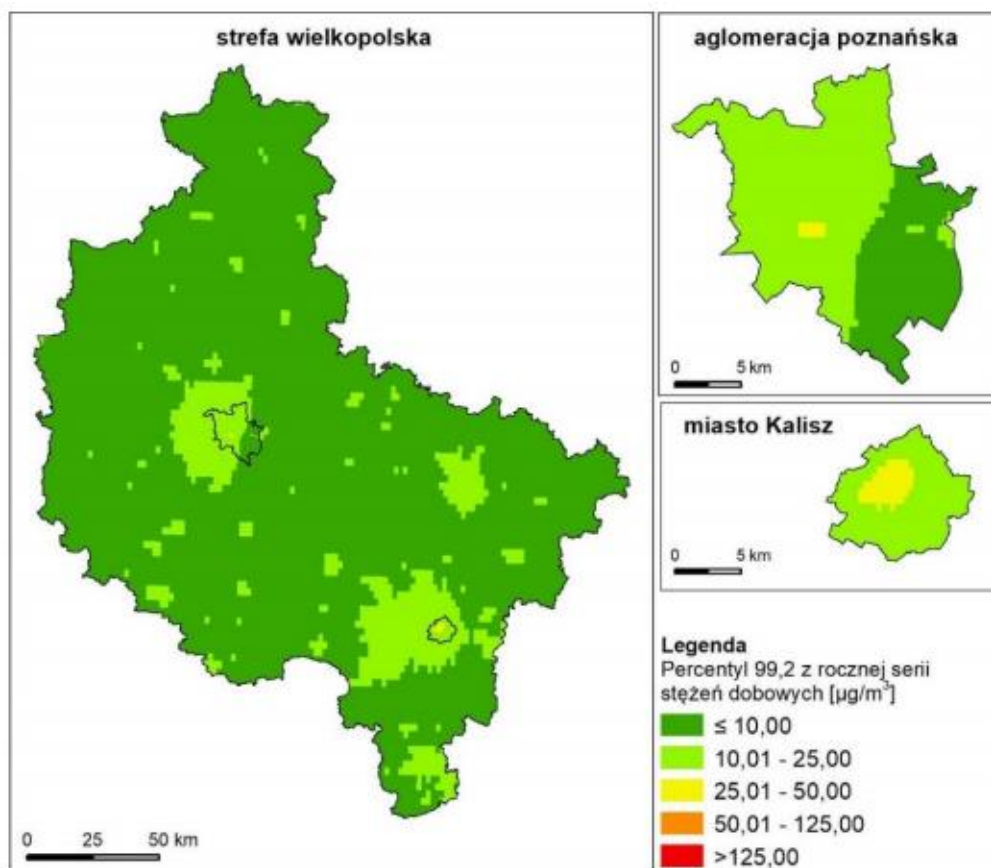 strefa wielkopolska
0 25 50 km
aglomeracja poznańska
0 5 km
miasto Kalisz
0 5 km
Legenda
Percentyl 99,2 z rocznej serii
stężeń dobowych [µg/m³]
≤ 10,00
10,01 - 25,00
25,01 - 50,00
50,01 - 125,00
>125,00